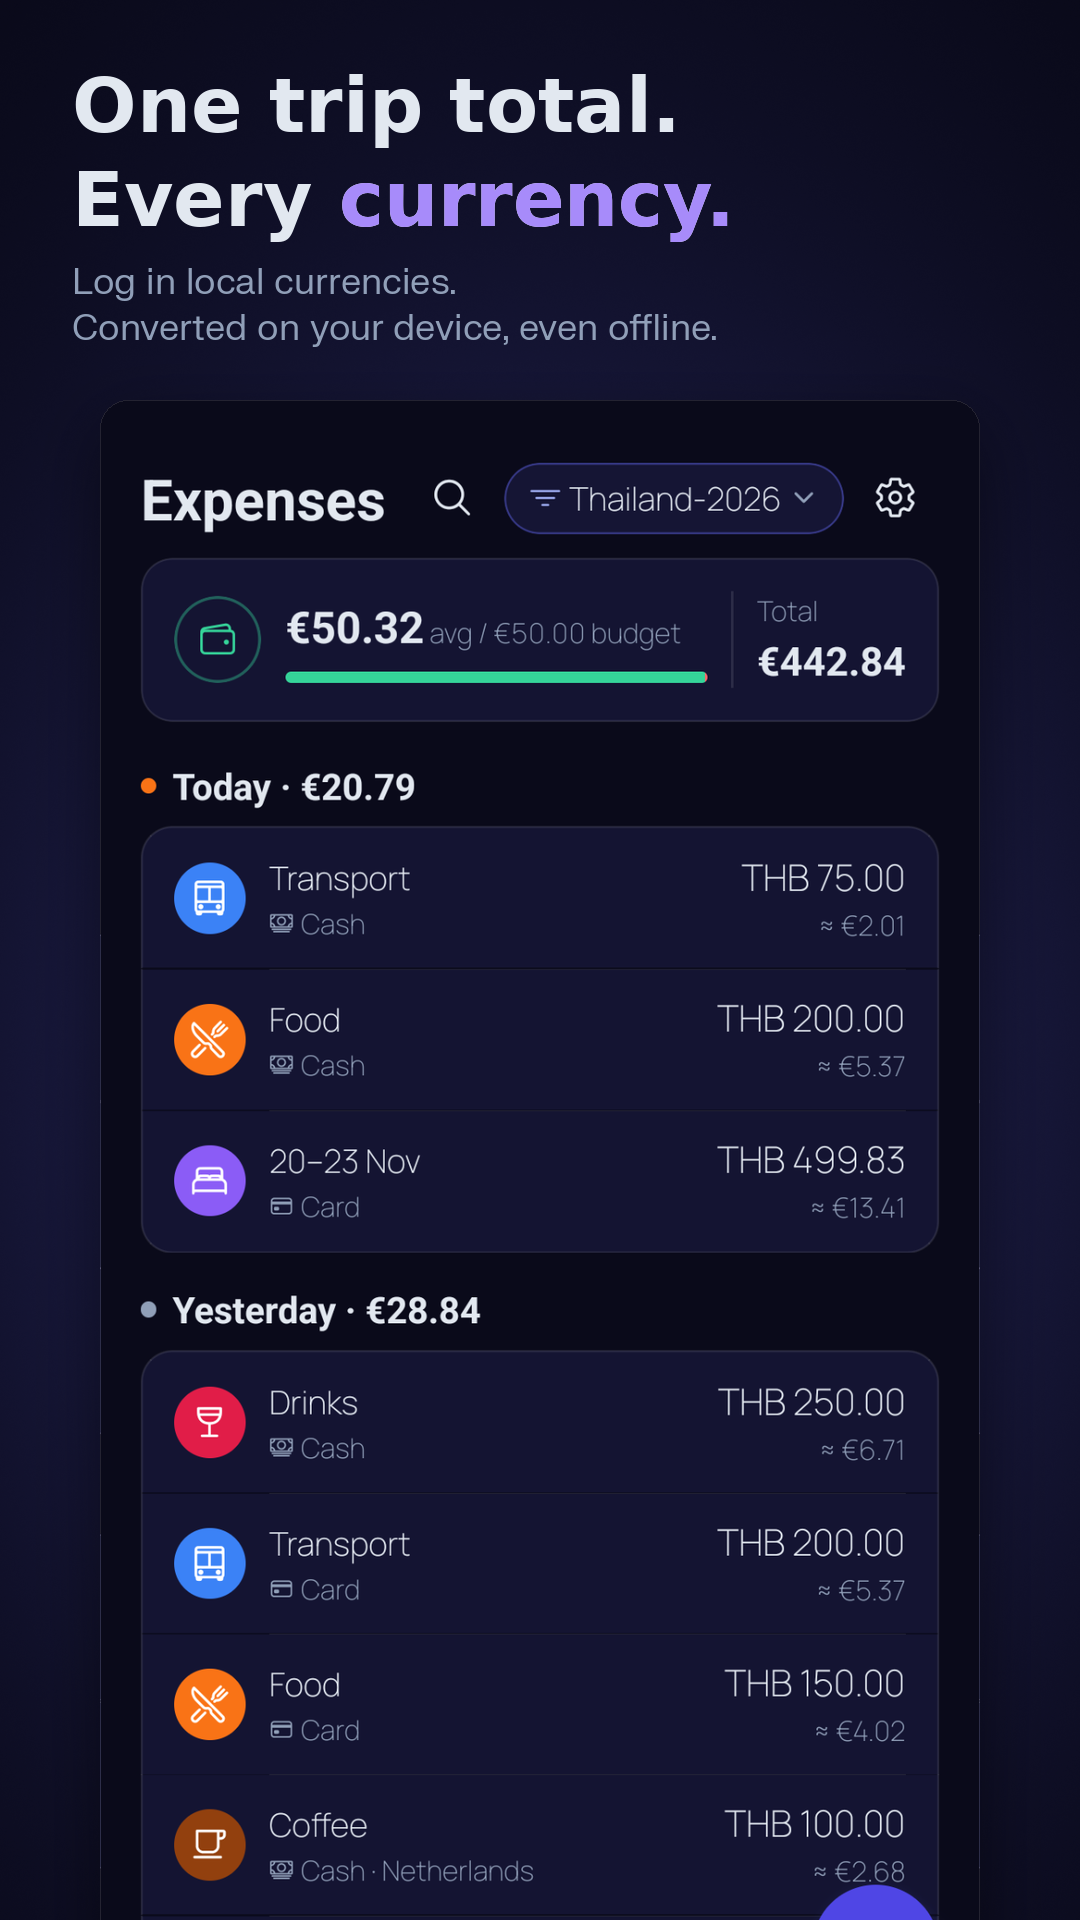 One trip total.
Every currency.
Log in local currencies.
Converted on your device, even offline.
Expenses
Thailand-2026
€50.32 avg / €50.00 budget
Total
€442.84
Today · €20.79
Transport
THB 75.00
Cash
≈ €2.01
Food
THB 200.00
Cash
≈ €5.37
20–23 Nov
THB 499.83
Card
≈ €13.41
Yesterday · €28.84
Drinks
THB 250.00
Cash
≈ €6.71
Transport
THB 200.00
Card
≈ €5.37
Food
THB 150.00
Card
≈ €4.02
Coffee
THB 100.00
Cash · Netherlands
≈ €2.68